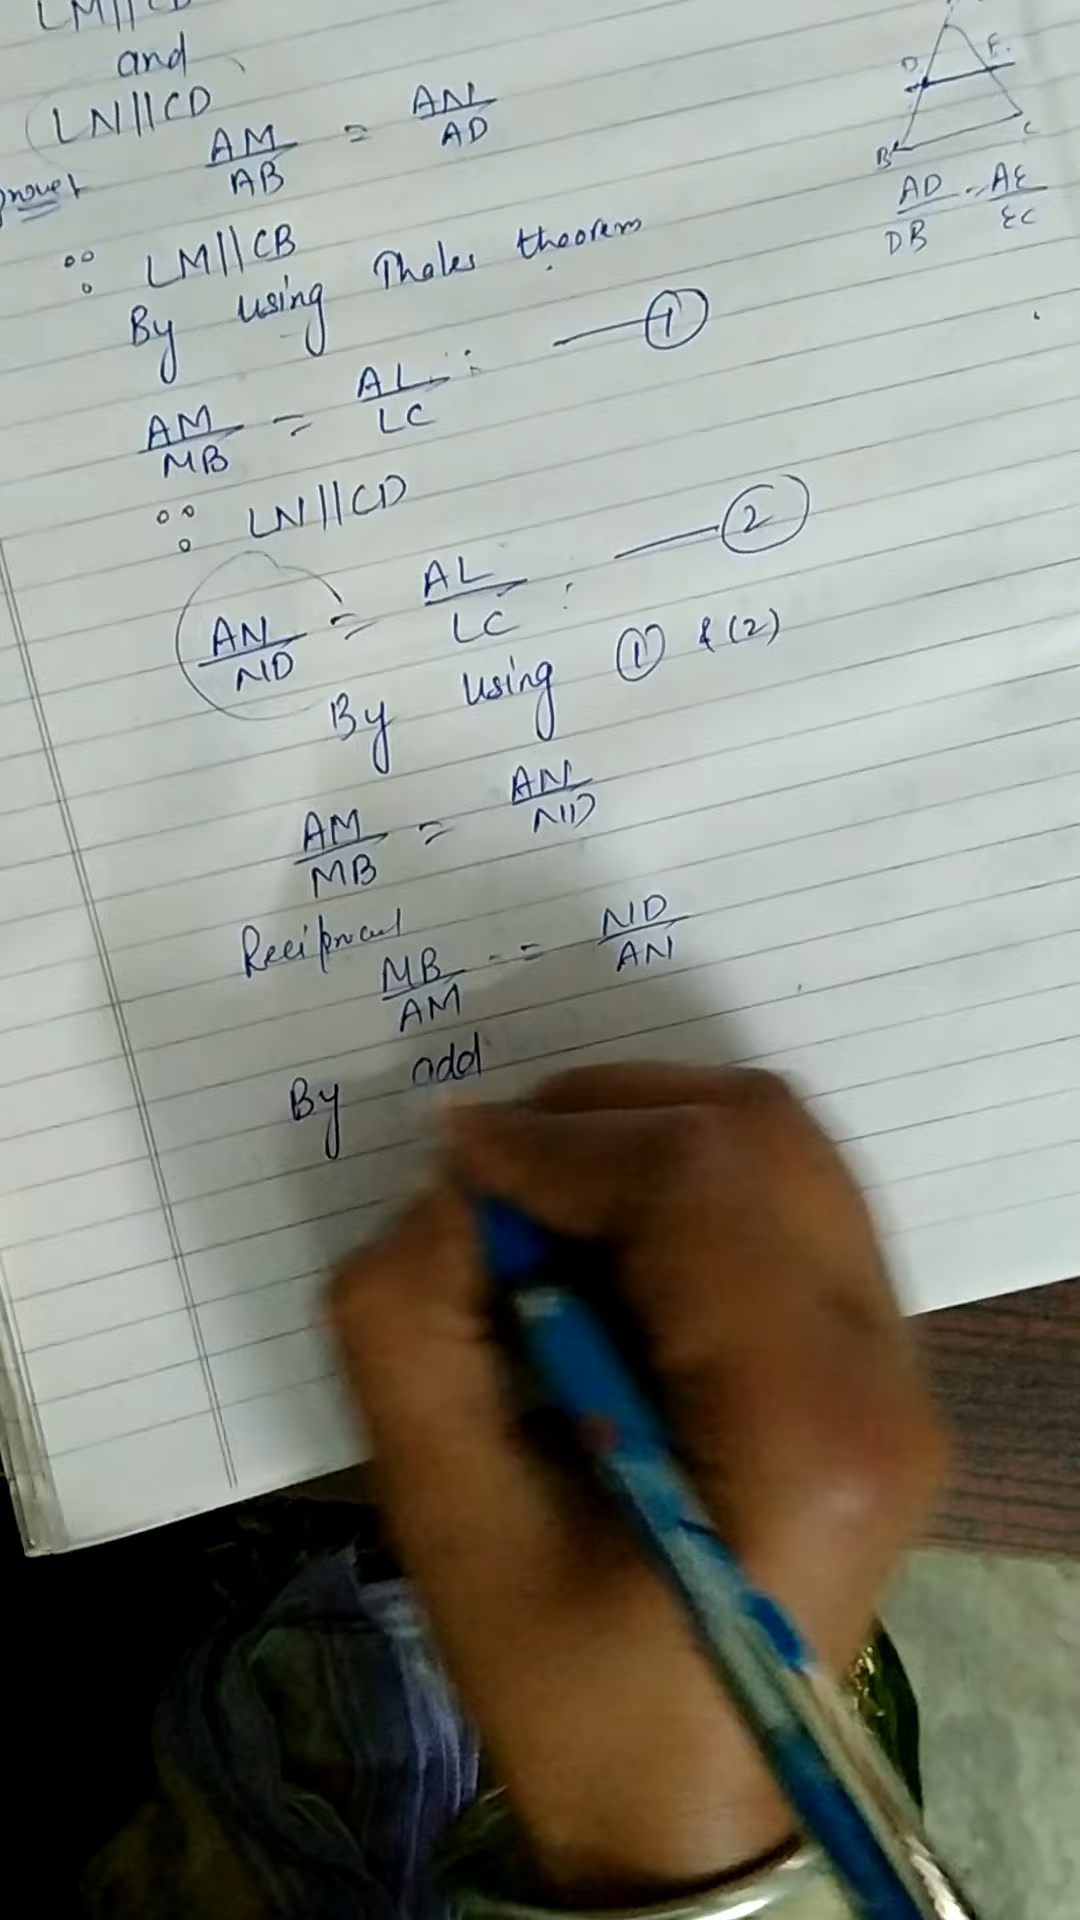 LM||CD
and
LN||CD
prove
AM/AB = AN/AD
∵ LM||CB
By using Thales theorem
AM/MB = AL/LC ①
∵ LN||CD
AN/ND = AL/LC ②
By using ① & (2)
AM/MB = AN/ND
Reciprocal
MB/AM = ND/AN
By add
D E
B C
AD/DB = AE/EC